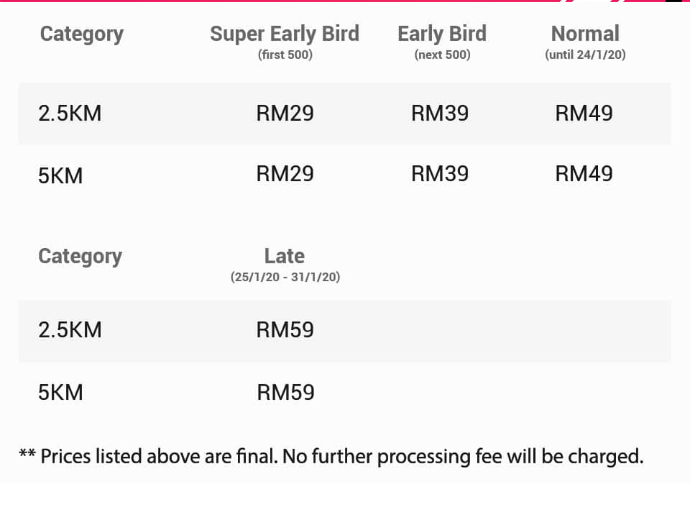 Category Super Early Bird Early Bird Normal
(first 500) (next 500) (until 24/1/20)
2.5KM RM29 RM39 RM49
5KM RM29 RM39 RM49
Category Late
(25/1/20 - 31/1/20)
2.5KM RM59
5KM RM59
** Prices listed above are final. No further processing fee will be charged.